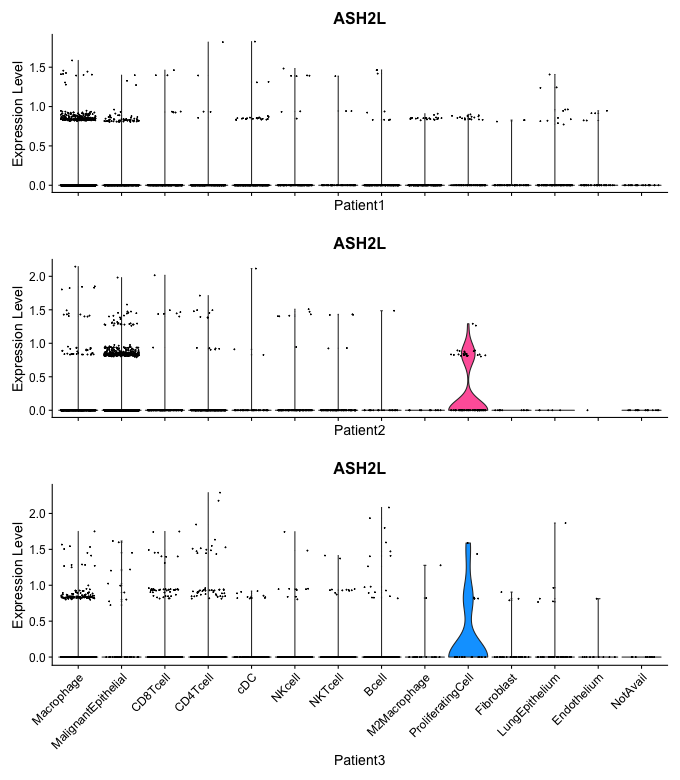 ASH2L
Expression Level
1.5
1.0
0.5
0.0
Patient1
ASH2L
Expression Level
2.0
1.5
1.0
0.5
0.0
Patient2
ASH2L
Expression Level
2.0
1.5
1.0
0.5
0.0
Macrophage
MalignantEpithelial
CD8Tcell
CD4Tcell
cDC
NKcell
NKTcell
Bcell
M2Macrophage
ProliferatingCell
Fibroblast
LungEpithelium
Endothelium
NotAvail
Patient3